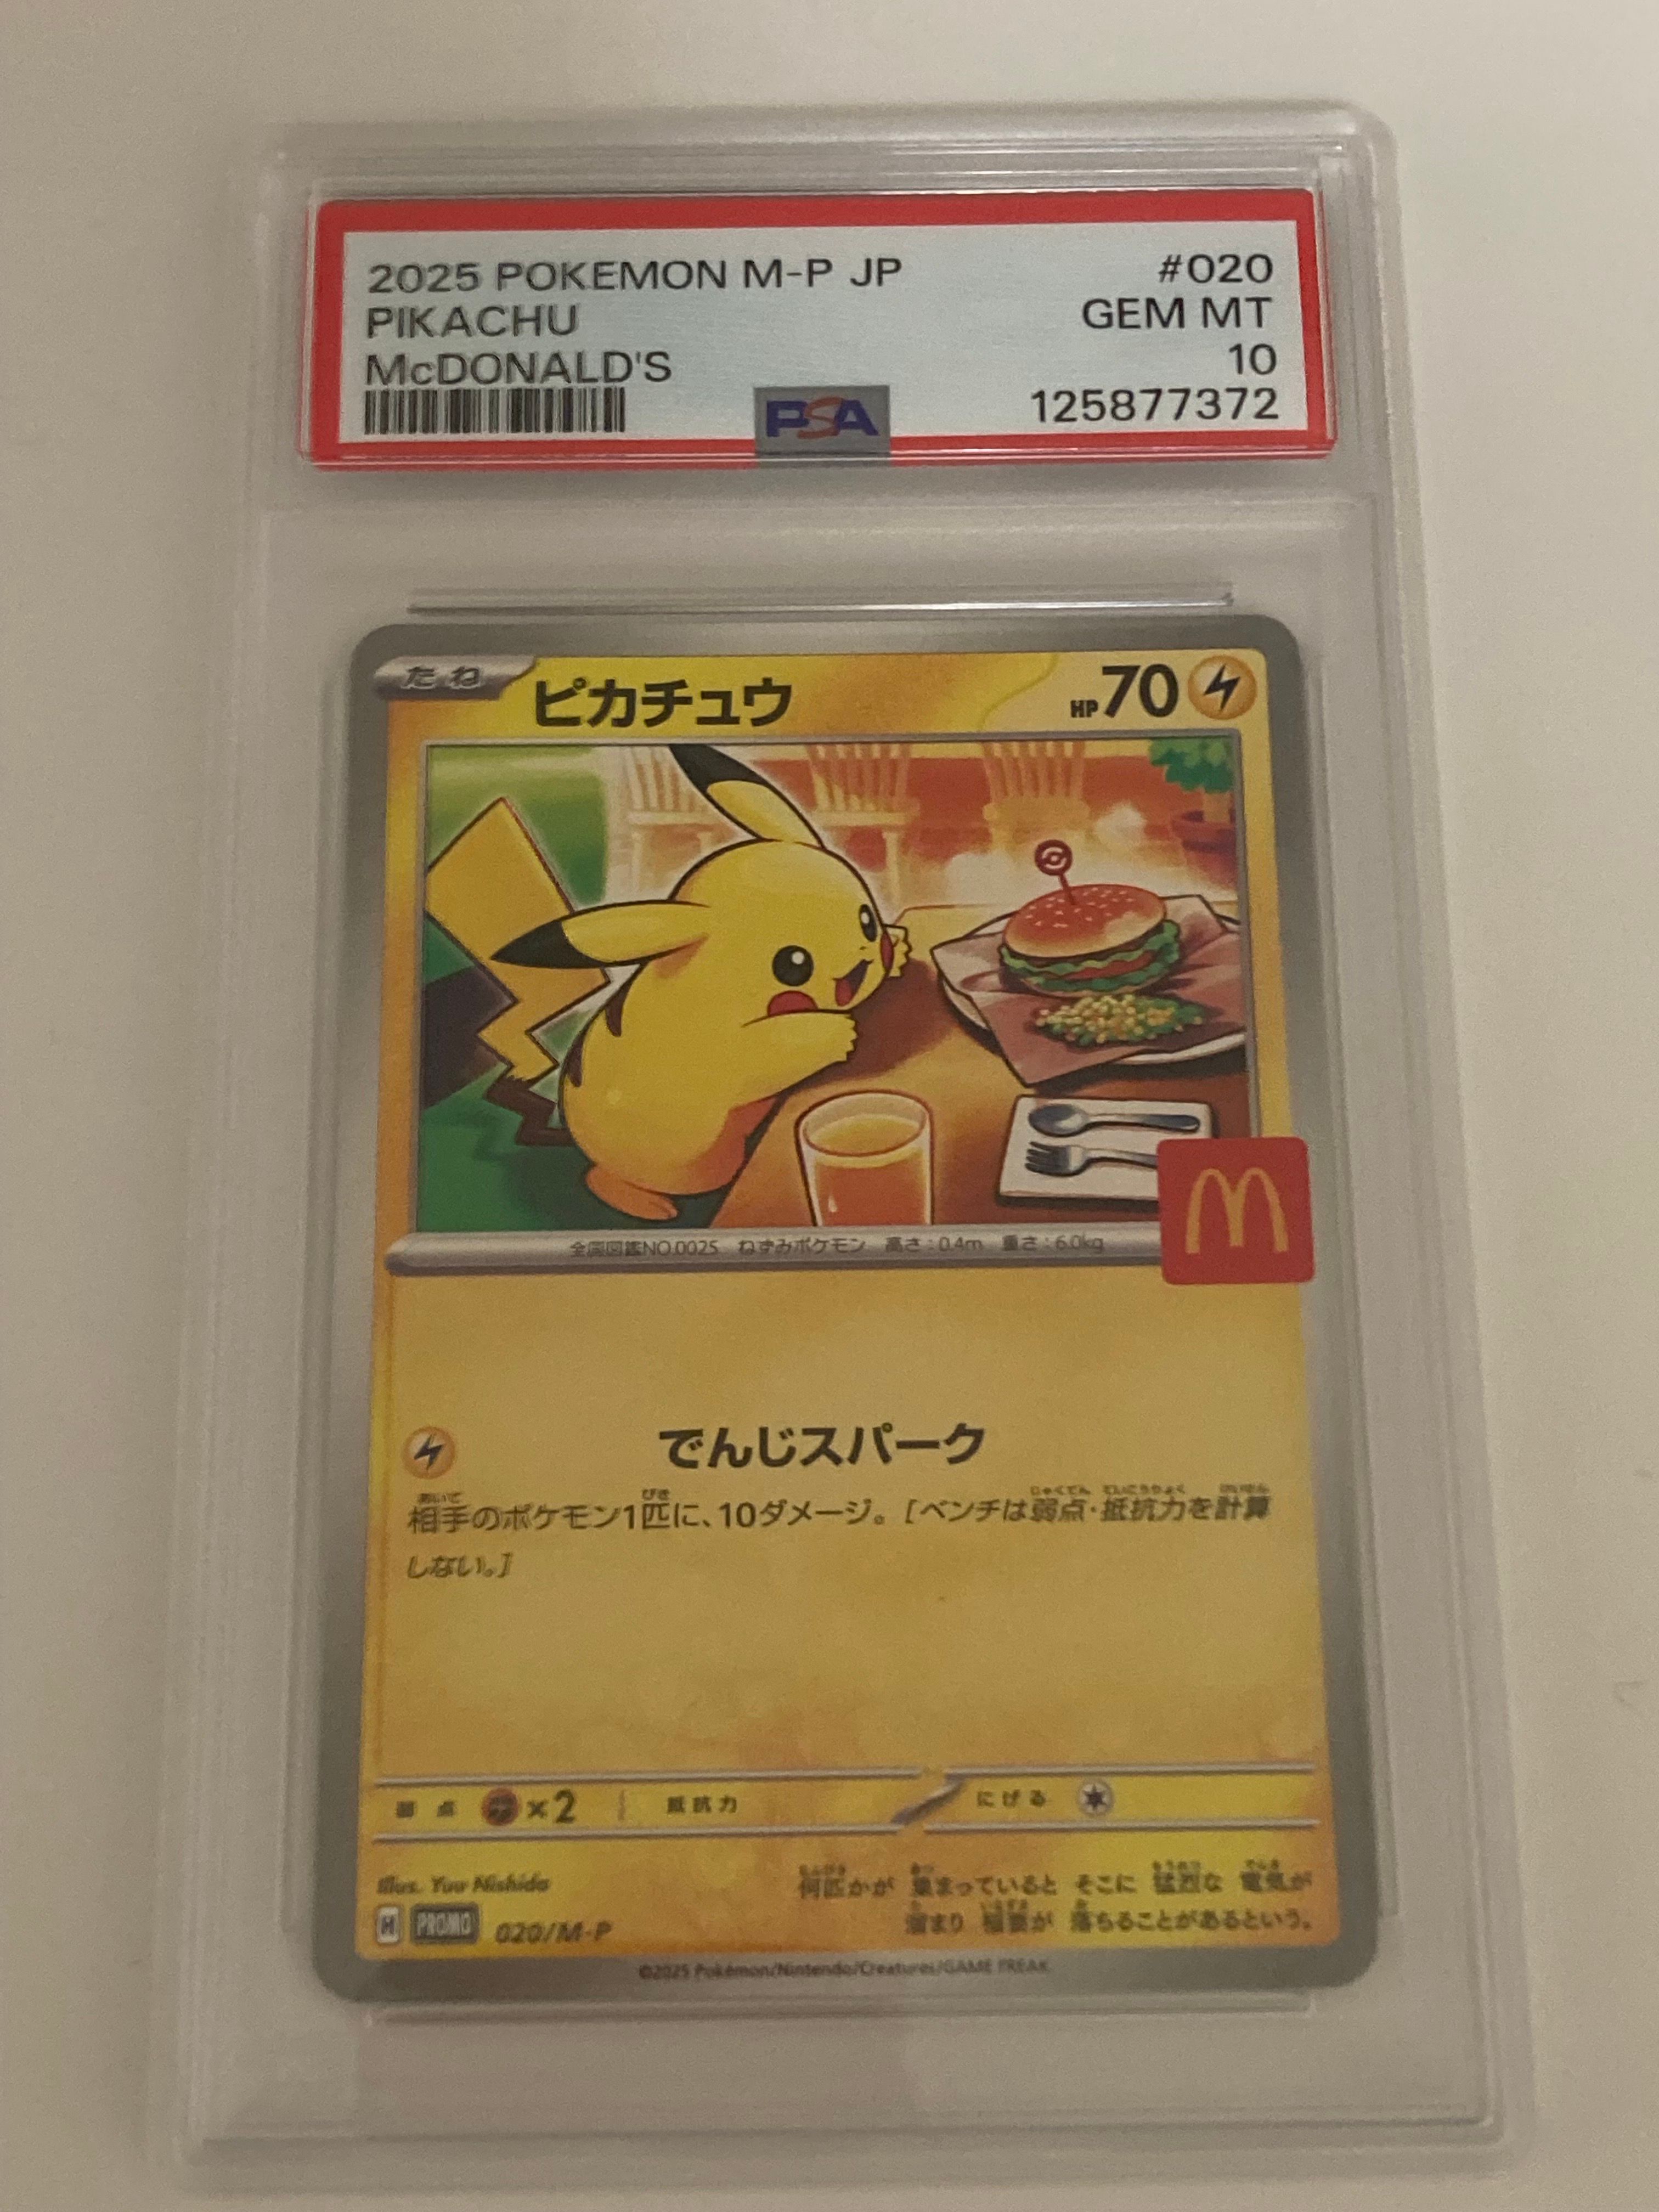 2025 POKEMON M-P JP #020
PIKACHU GEM MT
McDONALD'S 10
PSA 125877372
たね ピカチュウ HP70
全国図鑑NO.0025 ねずみポケモン 高さ:0.4m 重さ:6.0kg
でんじスパーク
相手のポケモン1匹に、10ダメージ。[ベンチは弱点・抵抗力を計算
しない。]
弱点 ×2 抵抗力 にげる
Illus. Yuu Nishida
何匹かが 集まっていると そこに 猛烈な 電気が
溜まり 稲妻が 落ちることがあるという。
H PROMO 020/M-P
©2025 Pokémon/Nintendo/Creatures/GAME FREAK